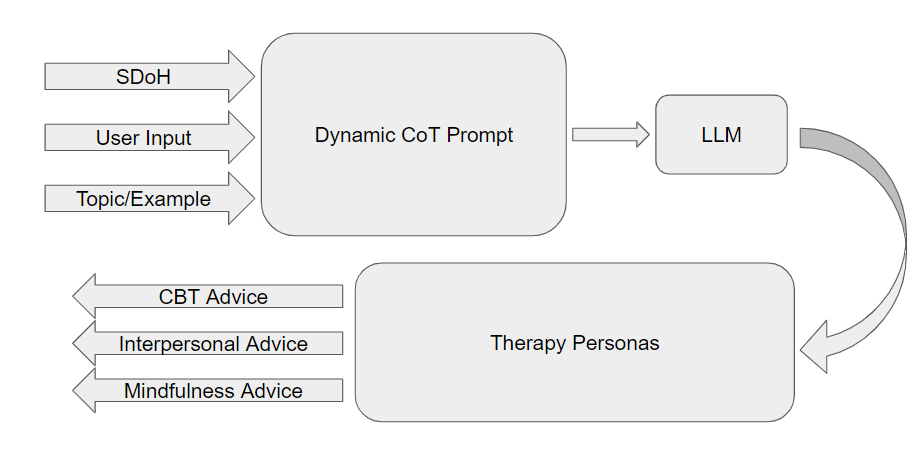 SDoH
User Input
Topic/Example
Dynamic CoT Prompt
LLM
CBT Advice
Interpersonal Advice
Mindfulness Advice
Therapy Personas